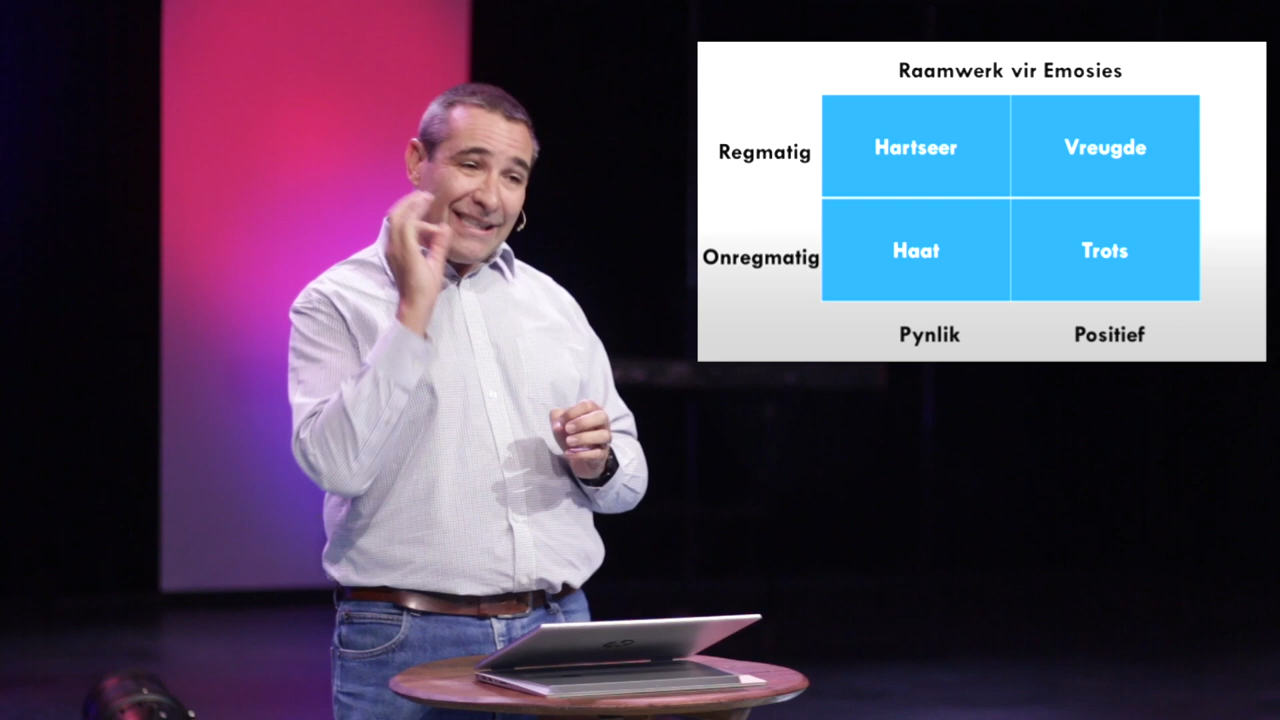 Raamwerk vir Emosies
Regmatig Hartseer Vreugde
Onregmatig Haat Trots
Pynlik Positief